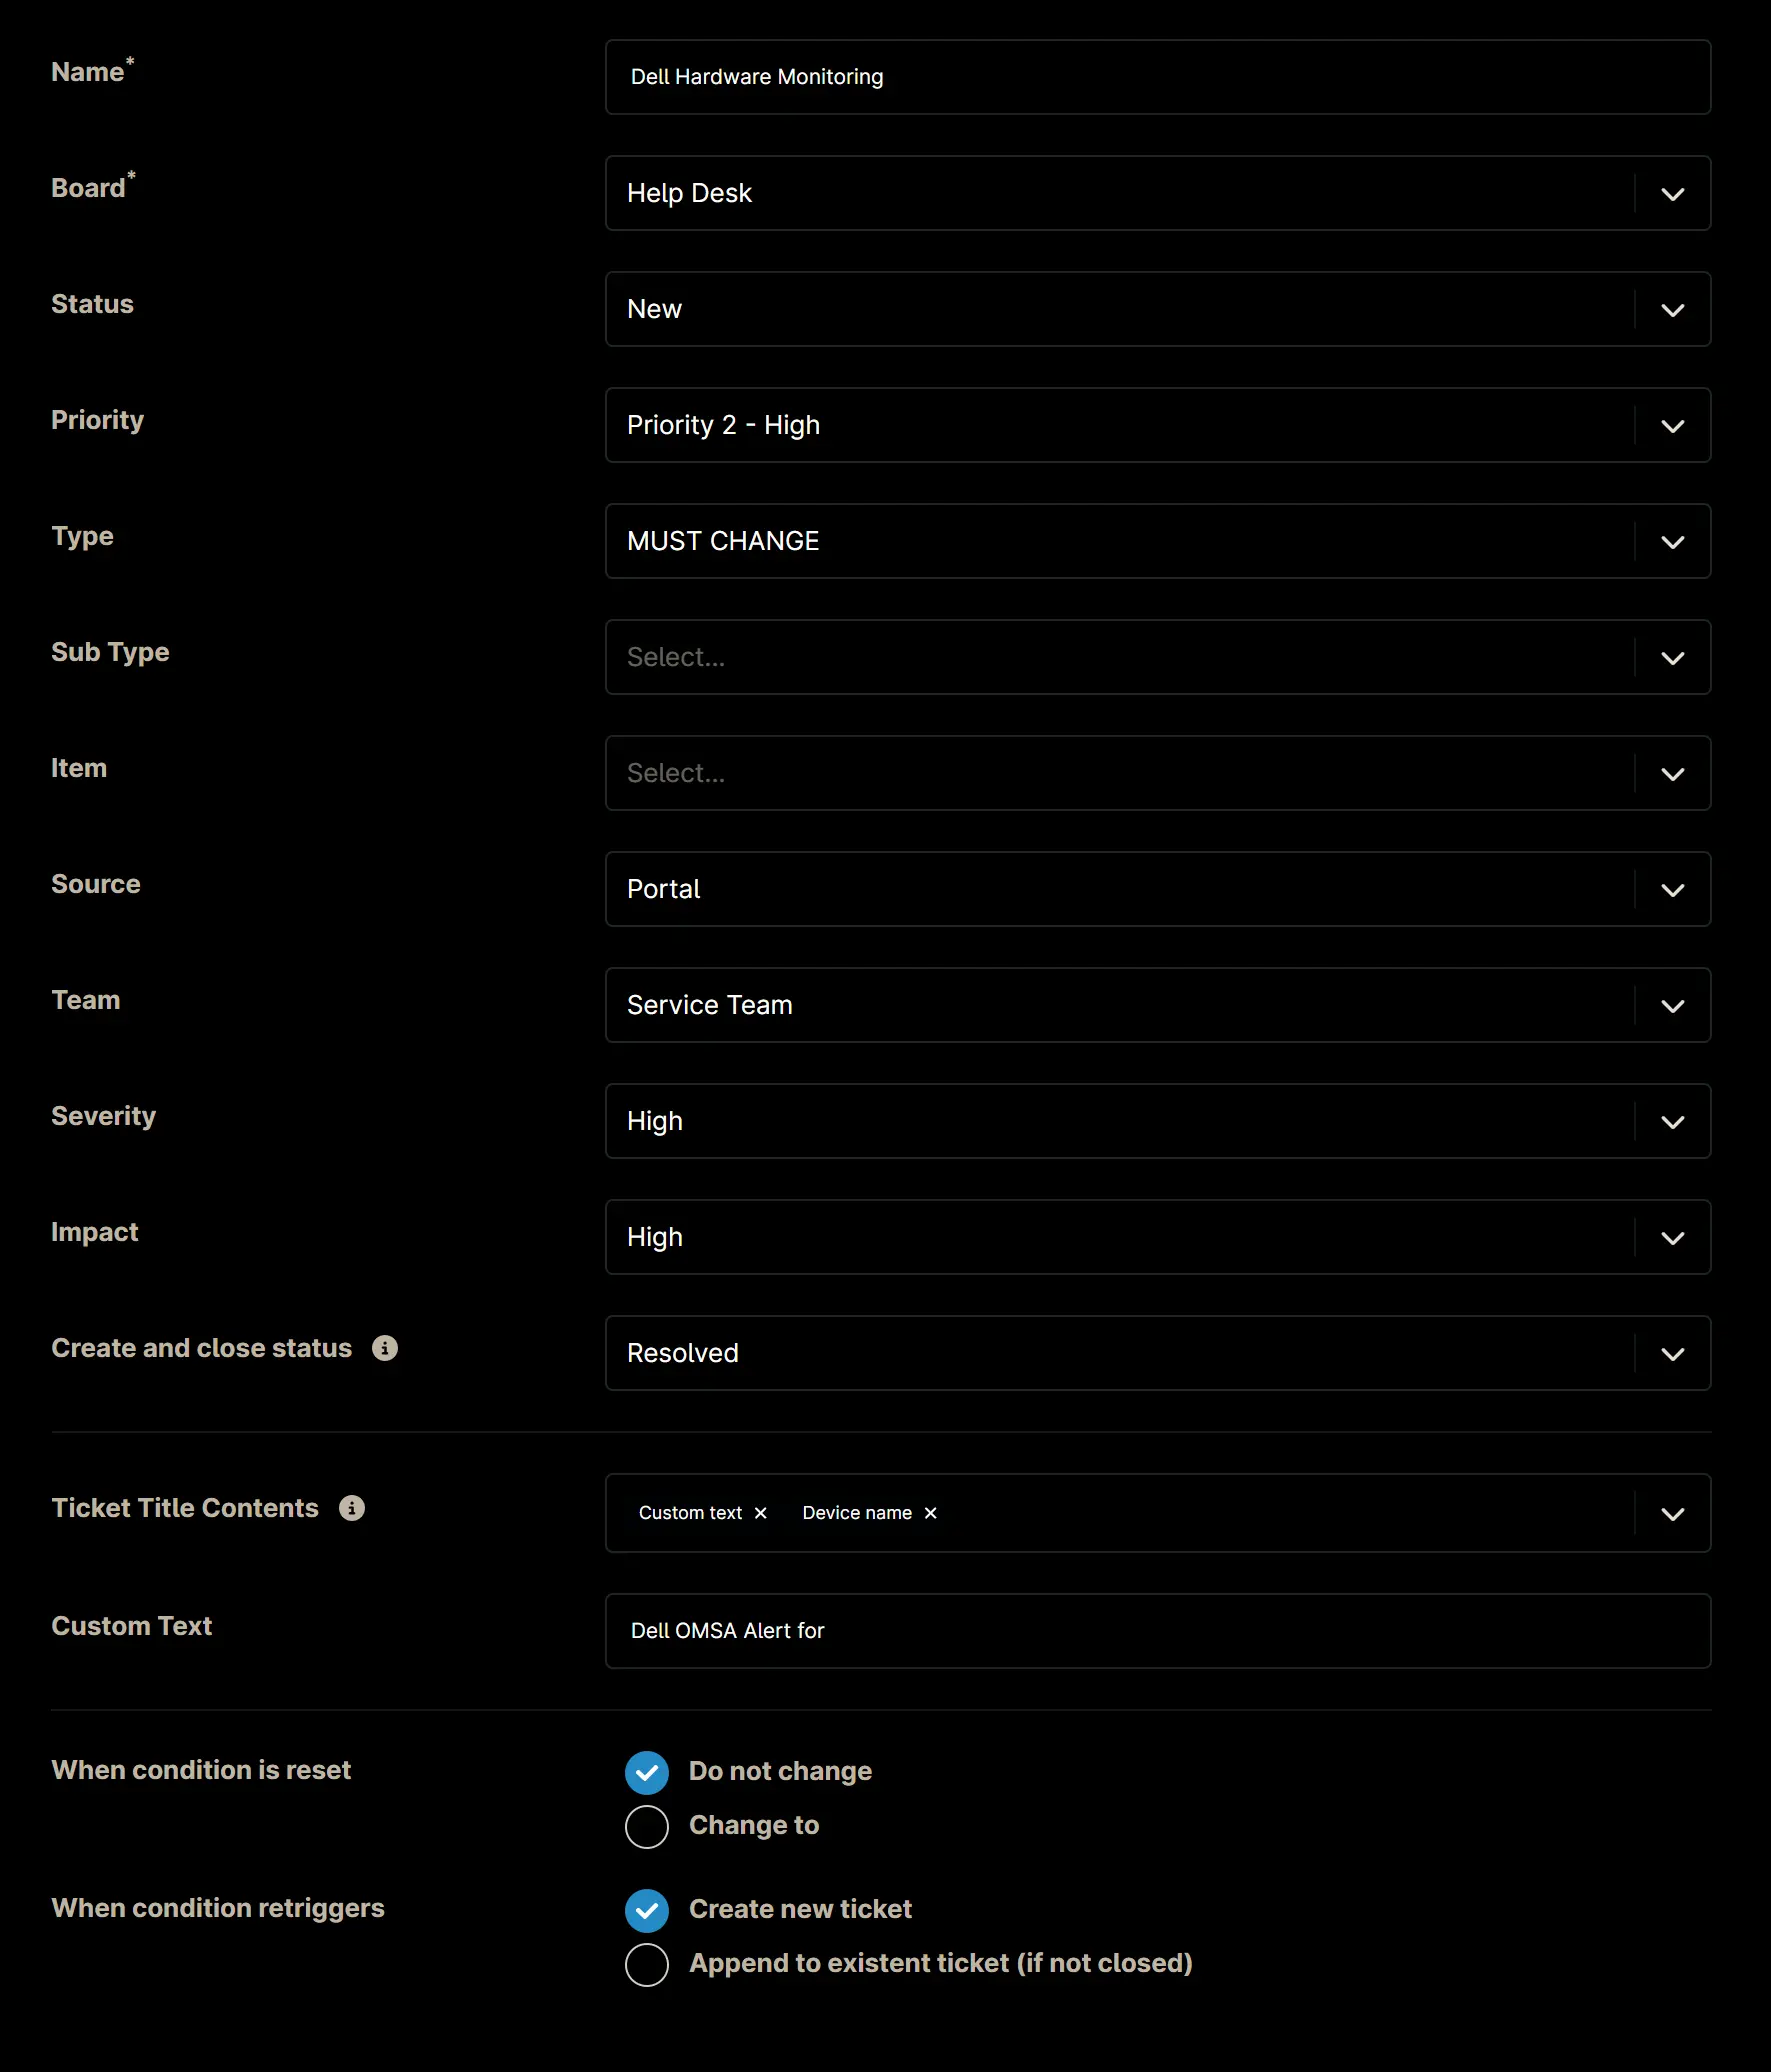 Name*
Dell Hardware Monitoring
Board*
Help Desk
Status
New
Priority
Priority 2 - High
Type
MUST CHANGE
Sub Type
Select...
Item
Select...
Source
Portal
Team
Service Team
Severity
High
Impact
High
Create and close status
Resolved
Ticket Title Contents
Custom text Device name
Custom Text
Dell OMSA Alert for
When condition is reset
Do not change
Change to
When condition retriggers
Create new ticket
Append to existent ticket (if not closed)